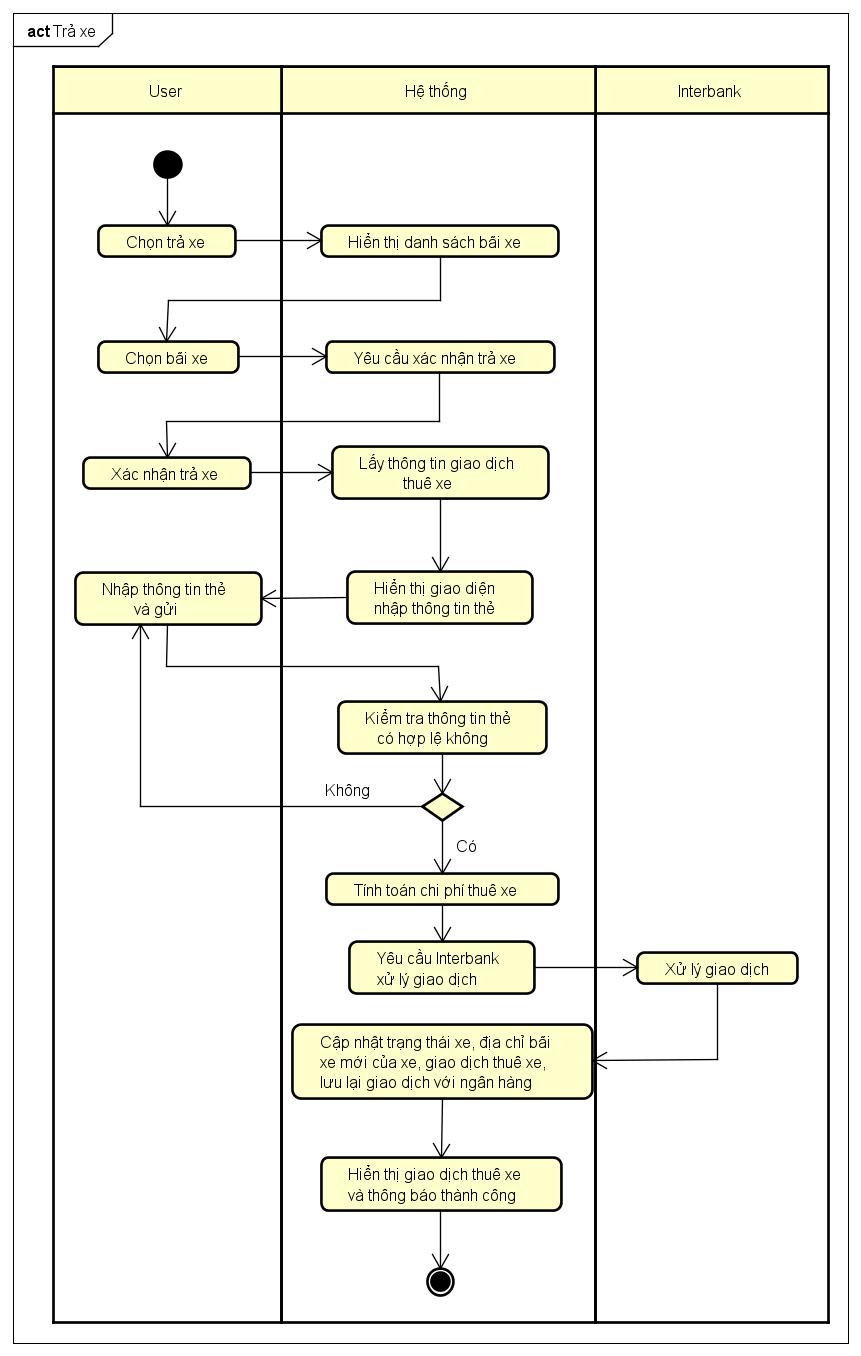 act Trả xe
User
Hệ thống
Interbank
Chọn trả xe
Hiển thị danh sách bãi xe
Chọn bãi xe
Yêu cầu xác nhận trả xe
Xác nhận trả xe
Lấy thông tin giao dịch
thuê xe
Nhập thông tin thẻ
và gửi
Hiển thị giao diện
nhập thông tin thẻ
Kiểm tra thông tin thẻ
có hợp lệ không
Không
Có
Tính toán chi phí thuê xe
Yêu cầu Interbank
xử lý giao dịch
Xử lý giao dịch
Cập nhật trạng thái xe, địa chỉ bãi
xe mới của xe, giao dịch thuê xe,
lưu lại giao dịch với ngân hàng
Hiển thị giao dịch thuê xe
và thông báo thành công